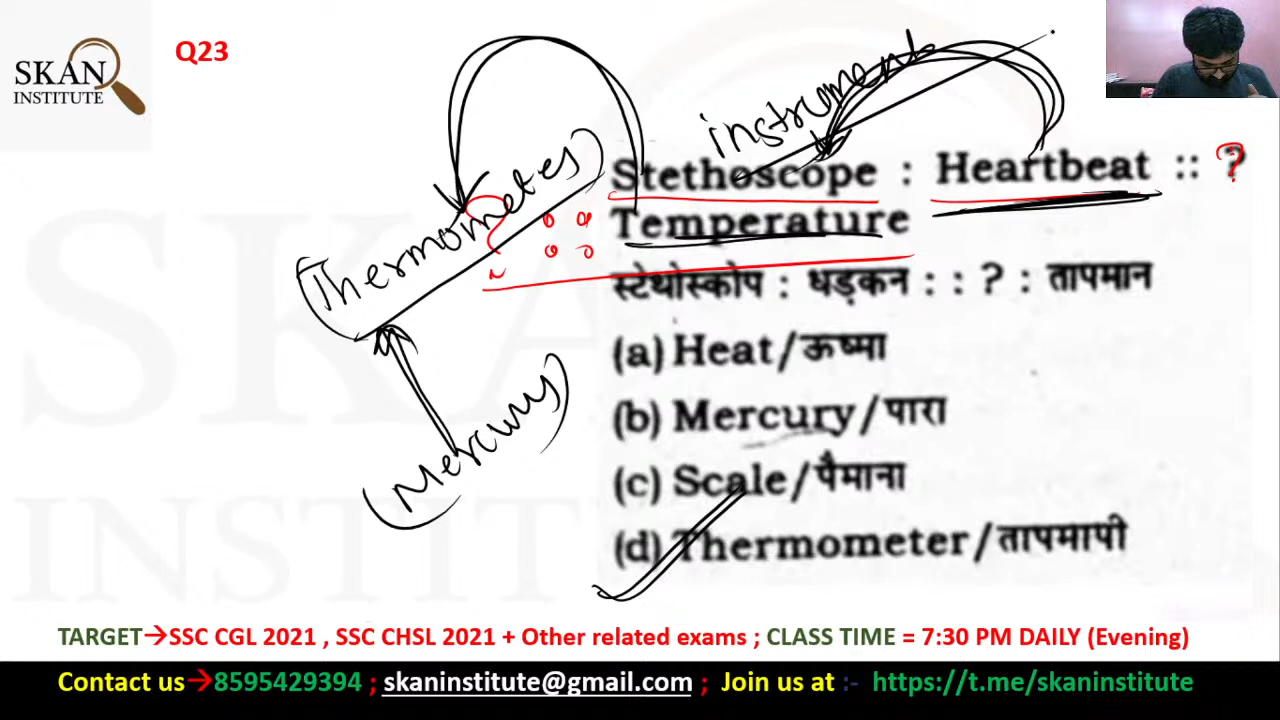 SKAN
INSTITUTE
Q23
instrument
Thermometes
Stethoscope : Heartbeat :: ?
Temperature
स्टेथोस्कोप : धड़कन : : ? : तापमान
(a) Heat/ऊष्मा
(b) Mercury/पारा
Mercury
(c) Scale/पैमाना
(d) Thermometer/तापमापी
TARGET→SSC CGL 2021 , SSC CHSL 2021 + Other related exams ; CLASS TIME = 7:30 PM DAILY (Evening)
Contact us→8595429394 ; skaninstitute@gmail.com ; Join us at :- https://t.me/skaninstitute